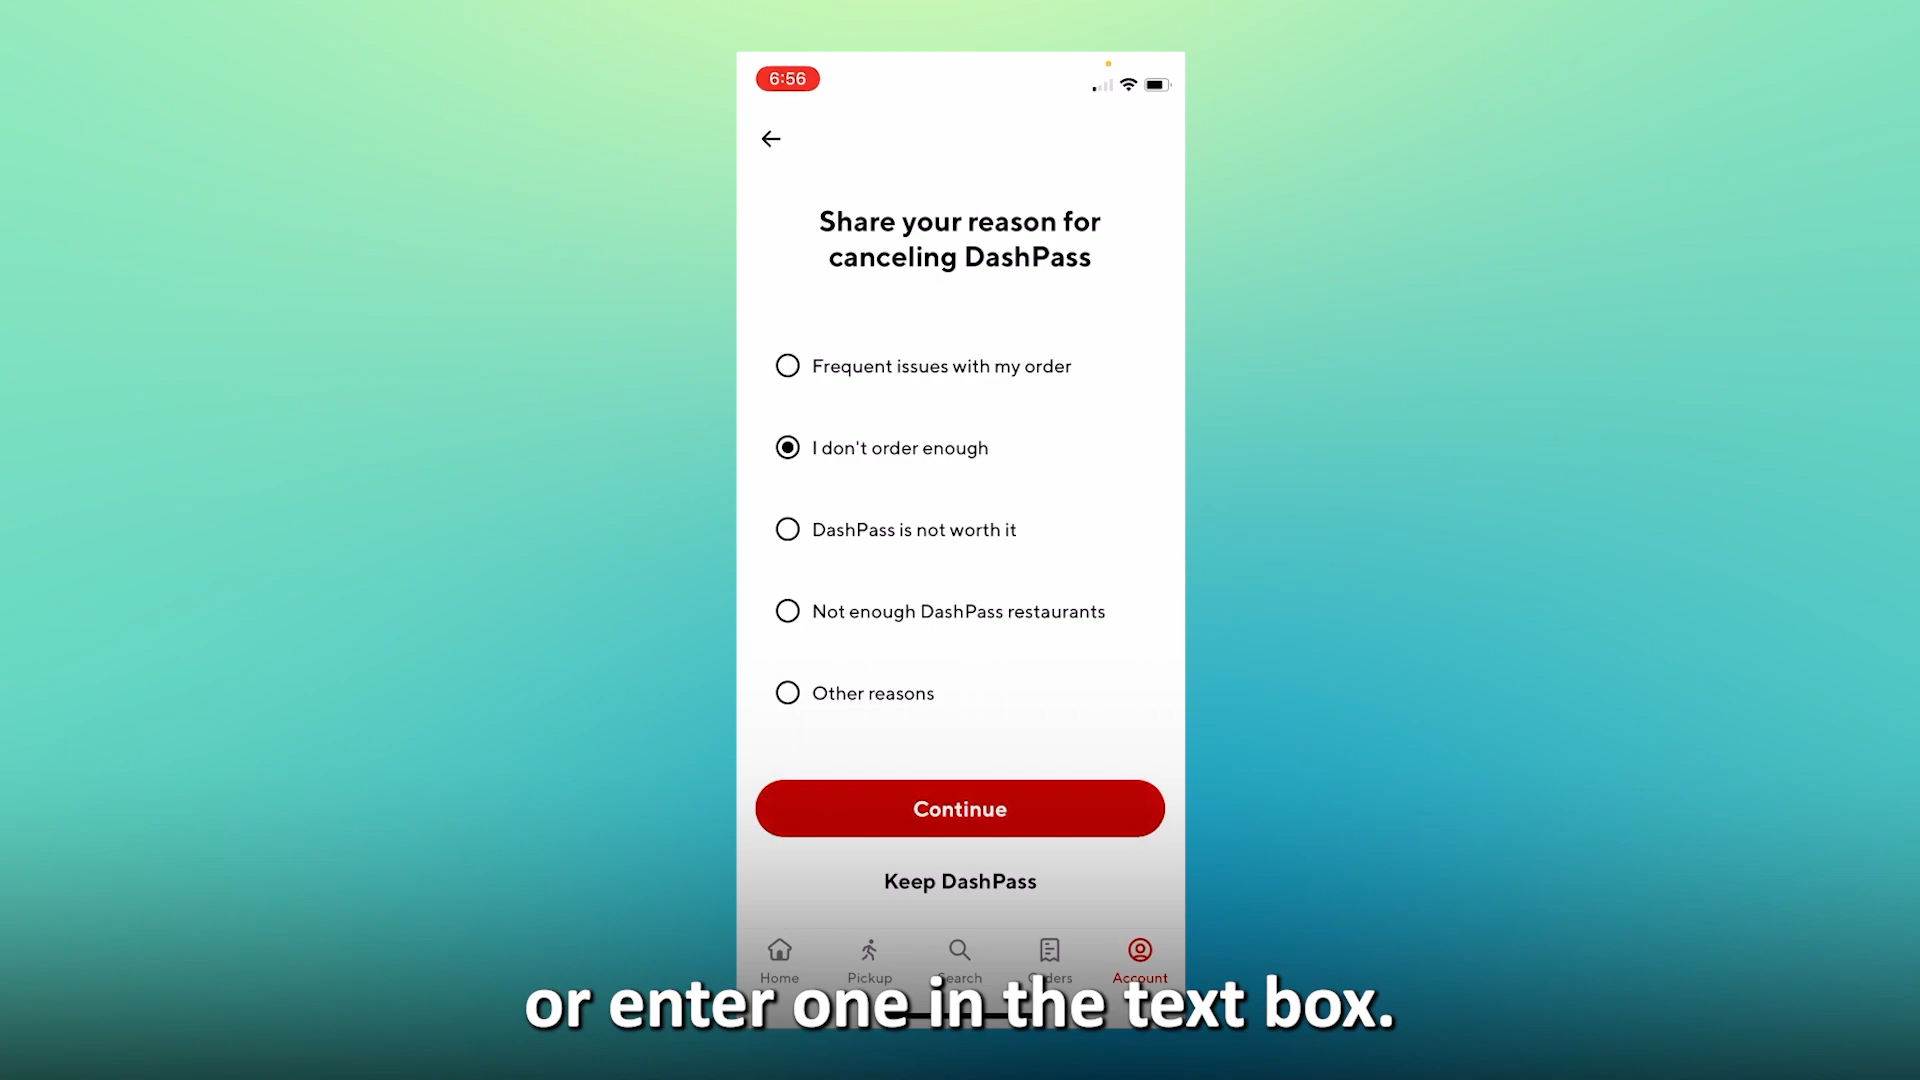 6:56
Share your reason for
canceling DashPass
Frequent issues with my order
I don't order enough
DashPass is not worth it
Not enough DashPass restaurants
Other reasons
Continue
Keep DashPass
Home
Pickup
Search
Orders
Account
or enter one in the text box.